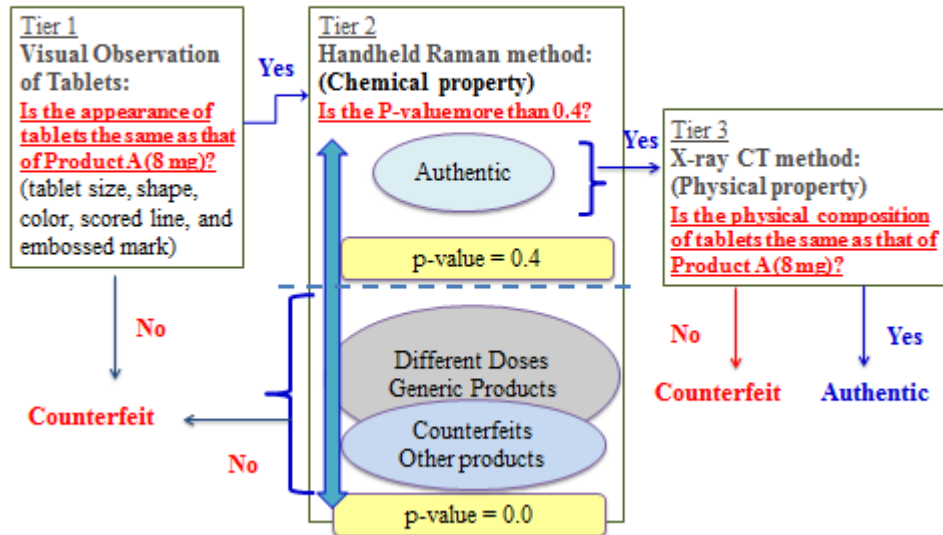 Tier 1
Visual Observation
of Tablets:
Is the appearance of
tablets the same as that
of Product A (8 mg)?
(tablet size, shape,
color, scored line, and
embossed mark)
Yes
No
Counterfeit
Tier 2
Handheld Raman method:
(Chemical property)
Is the P-value more than 0.4?
Authentic
p-value = 0.4
Different Doses
Generic Products
Counterfeits
Other products
p-value = 0.0
No
Yes
Tier 3
X-ray CT method:
(Physical property)
Is the physical composition
of tablets the same as that of
Product A (8 mg)?
No
Yes
Counterfeit
Authentic